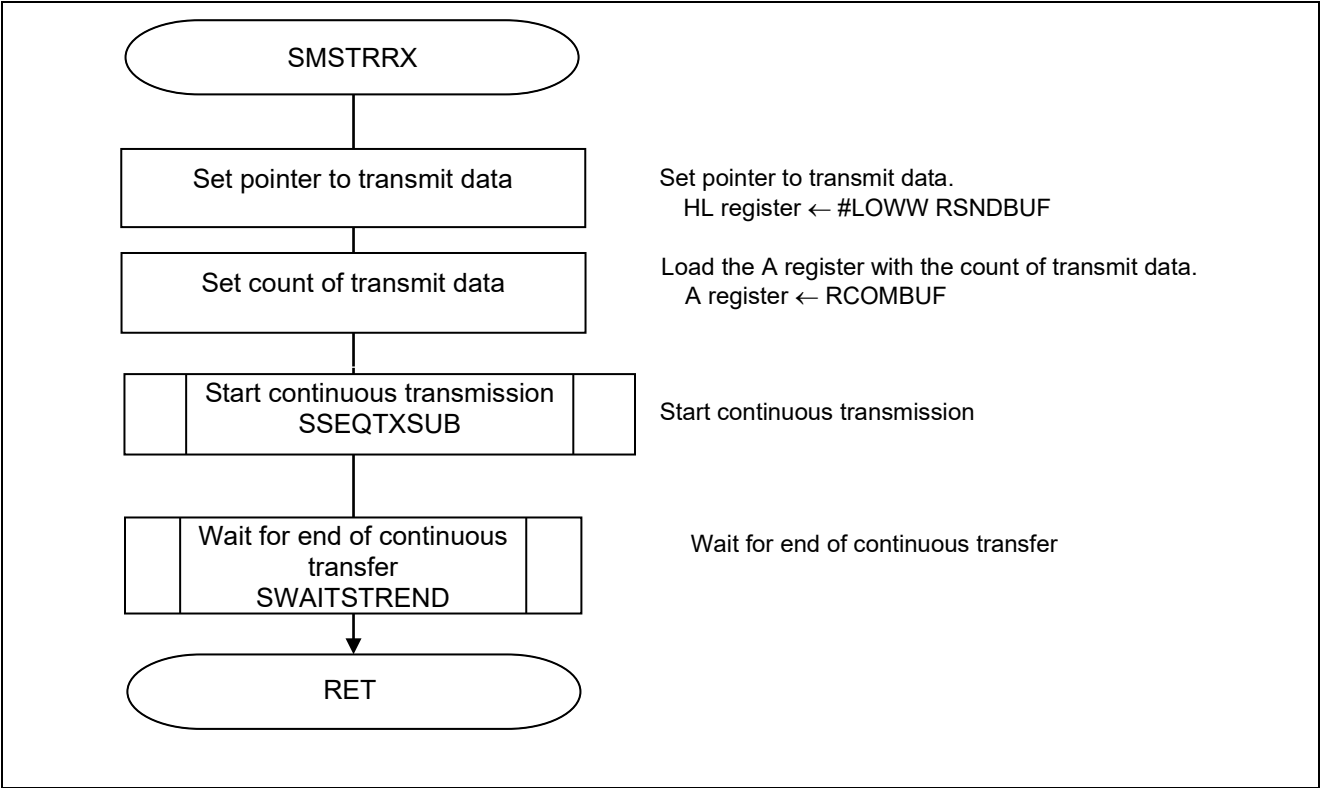 SMSTRRX
Set pointer to transmit data
Set pointer to transmit data.
HL register ← #LOWW RSNDBUF
Set count of transmit data
Load the A register with the count of transmit data.
A register ← RCOMBUF
Start continuous transmission
SSEQTXSUB
Start continuous transmission
Wait for end of continuous
transfer
SWAITSTREND
Wait for end of continuous transfer
RET